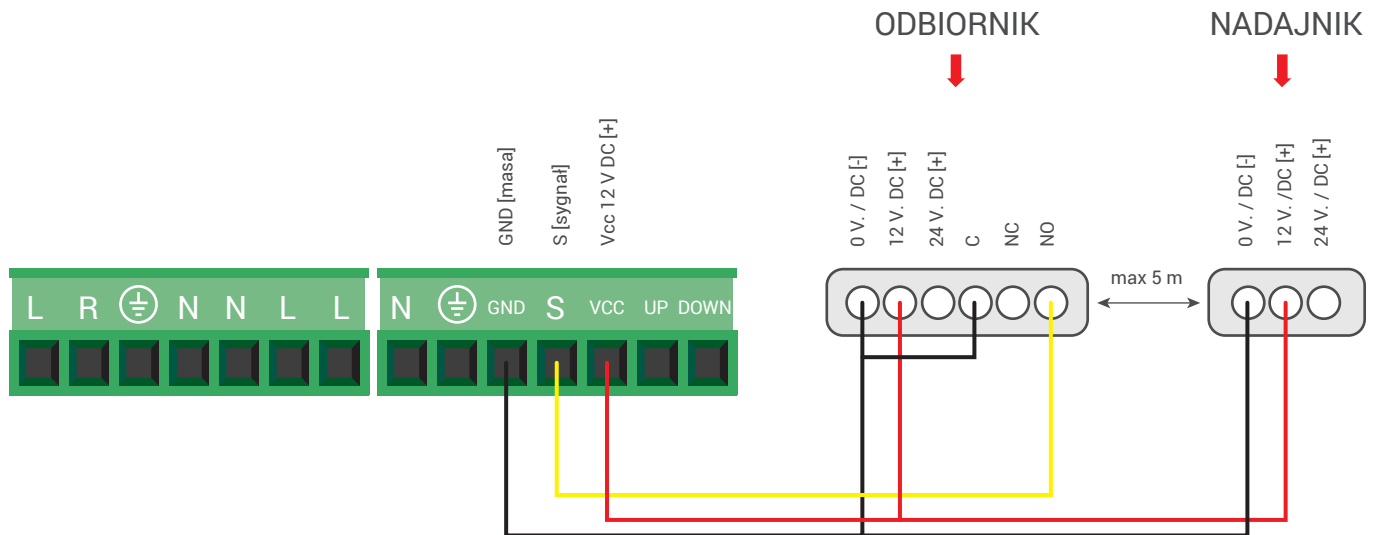 ODBIORNIK
NADAJNIK
GND [masa]
S [sygnał]
Vcc 12 V DC [+]
0 V. / DC [-]
12 V. DC [+]
24 V. DC [+]
C
NC
NO
0 V. / DC [-]
12 V. /DC [+]
24 V. / DC [+]
L R N N L L
N GND S VCC UP DOWN
max 5 m